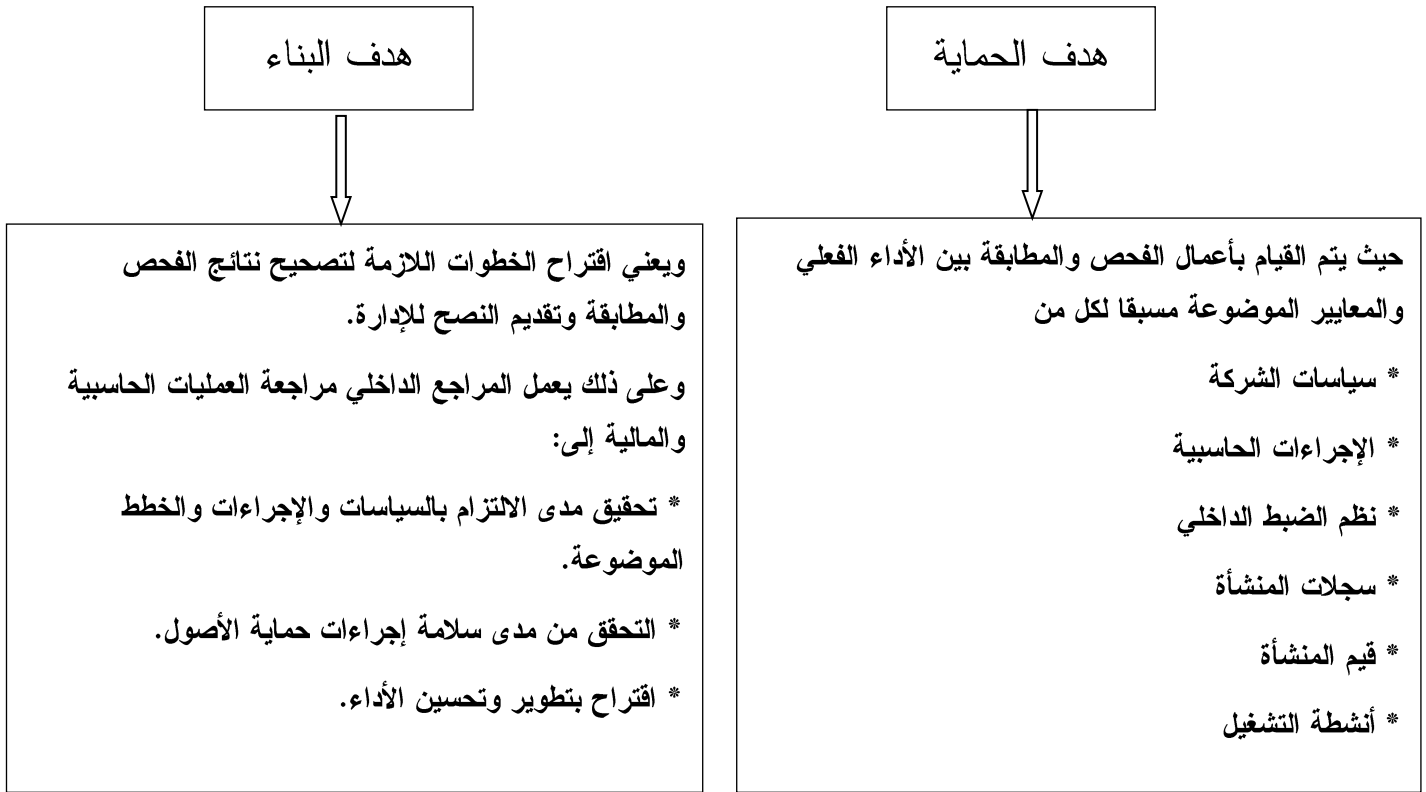 هدف الحماية
حيث يتم القيام بأعمال الفحص والمطابقة بين الأداء الفعلي
والمعايير الموضوعة مسبقا لكل من
* سياسات الشركة
* الإجراءات الحاسبية
* نظم الضبط الداخلي
* سجلات المنشأة
* قيم المنشأة
* أنشطة التشغيل
هدف البناء
ويعني اقتراح الخطوات اللازمة لتصحيح نتائج الفحص
والمطابقة وتقديم النصح للإدارة.
وعلى ذلك يعمل المراجع الداخلي مراجعة العمليات الحاسبية
والمالية إلى:
* تحقيق مدى الالتزام بالسياسات والإجراءات والخطط
الموضوعة.
* التحقق من مدى سلامة إجراءات حماية الأصول.
* اقتراح بتطوير وتحسين الأداء.